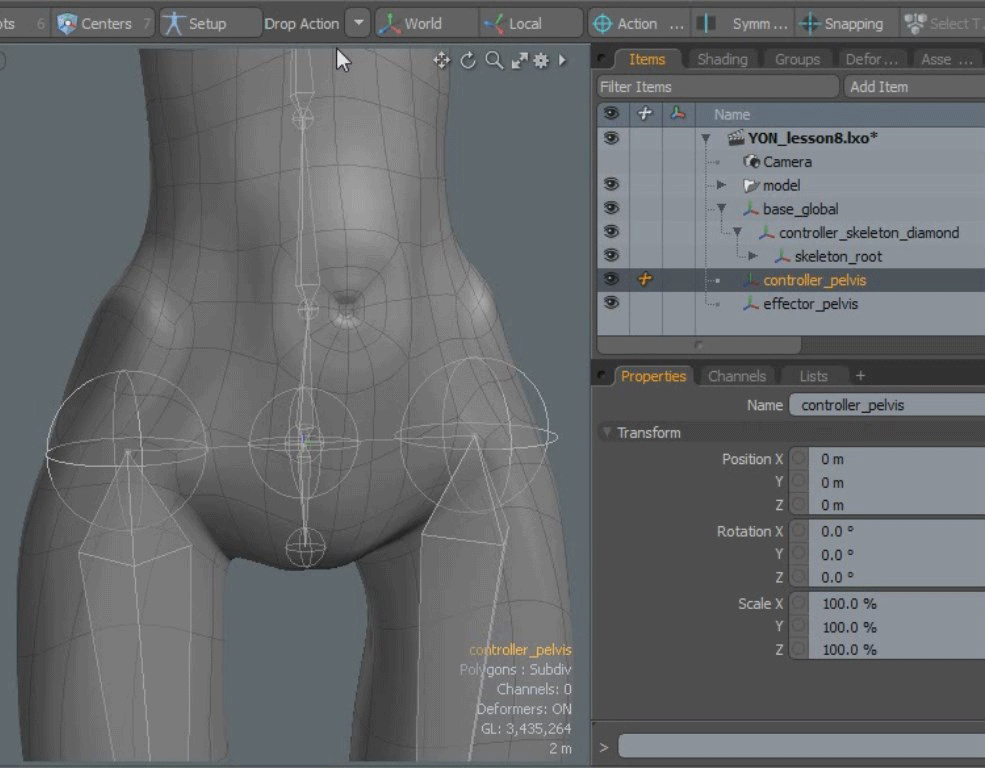 ots 6 Centers 7 Setup Drop Action World Local Action ... Symm ... Snapping Select T
Items Shading Groups Defor... Asse ...
Filter Items Add Item
Name
YON_lesson8.lxo*
Camera
model
base_global
controller_skeleton_diamond
skeleton_root
controller_pelvis
effector_pelvis
Properties Channels Lists +
Name controller_pelvis
Transform
Position X 0 m
Y 0 m
Z 0 m
Rotation X 0.0 °
Y 0.0 °
Z 0.0 °
Scale X 100.0 %
Y 100.0 %
Z 100.0 %
controller_pelvis
Polygons : Subdiv
Channels: 0
Deformers: ON
GL: 3,435,264
2 m
>